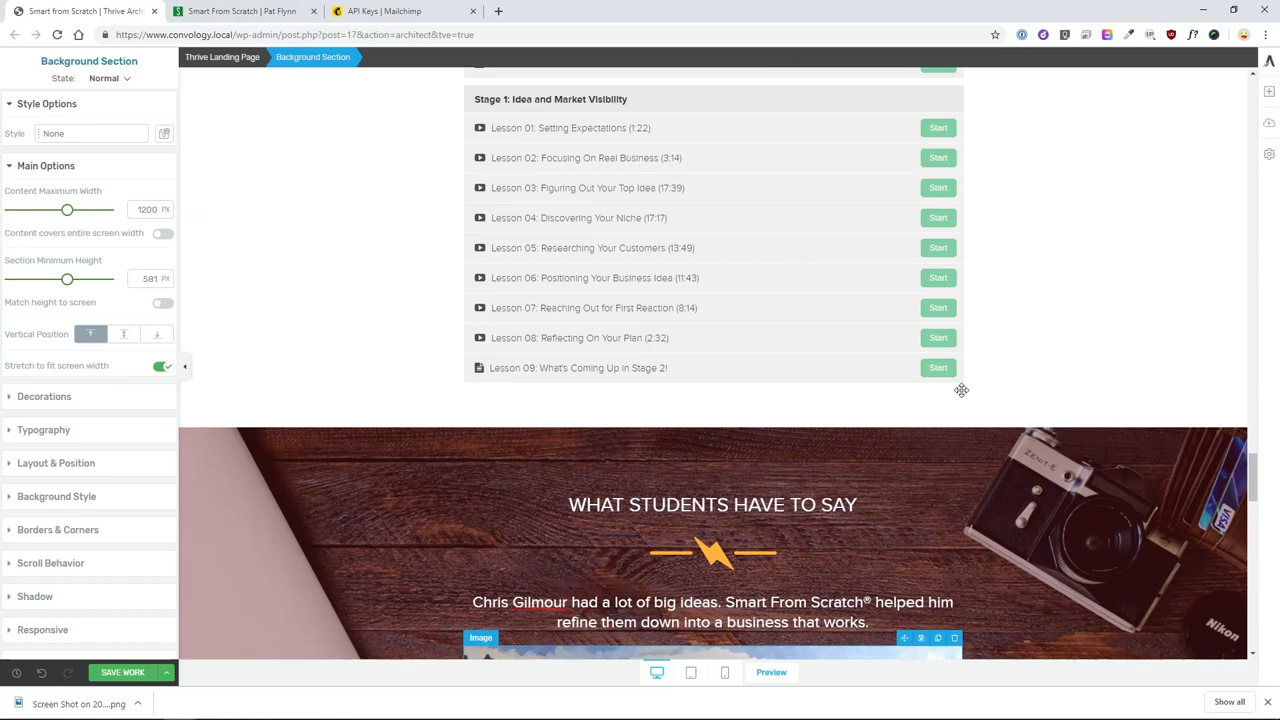 Smart from Scratch | Thrive Archi
Smart From Scratch | Pat Flynn
API Keys | Mailchimp
https://www.convology.local/wp-admin/post.php?post=17&action=architect&tve=true
Background Section
State: Normal
Thrive Landing Page
Background Section
Style Options
Style
None
Main Options
Content Maximum Width
1200 PX
Content covers entire screen width
Section Minimum Height
581 PX
Match height to screen
Vertical Position
Stretch to fit screen width
Decorations
Typography
Layout & Position
Background Style
Borders & Corners
Scroll Behavior
Shadow
Responsive
SAVE WORK
Stage 1: Idea and Market Visibility
Lesson 01: Setting Expectations (1:22)
Start
Lesson 02: Focusing On Real Business (3:14)
Start
Lesson 03: Figuring Out Your Top Idea (17:39)
Start
Lesson 04: Discovering Your Niche (17:17)
Start
Lesson 05: Researching Your Customers (13:49)
Start
Lesson 06: Positioning Your Business Idea (11:43)
Start
Lesson 07: Reaching Out for First Reaction (8:14)
Start
Lesson 08: Reflecting On Your Plan (2:32)
Start
Lesson 09: What's Coming Up in Stage 2!
Start
ZENIT-E
VISA
Nikon
WHAT STUDENTS HAVE TO SAY
Chris Gilmour had a lot of big ideas. Smart From Scratch® helped him
refine them down into a business that works.
Image
Preview
Screen Shot on 20....png
Show all